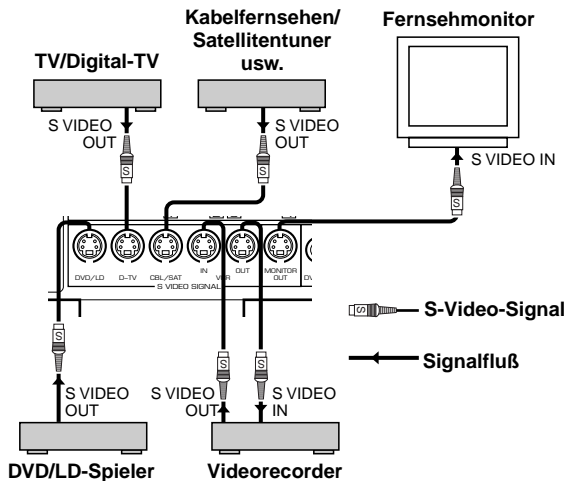 Kabelfernsehen/
Satellitentuner
usw.
Fernsehmonitor
TV/Digital-TV
S VIDEO
OUT
S VIDEO
OUT
S VIDEO IN
S
S
S
DVD/LD
D–TV
CBL/SAT
IN
VCR
OUT
MONITOR
OUT
DV
S VIDEO SIGNAL
S
S
S
S
S-Video-Signal
Signalfluß
S VIDEO
OUT
S VIDEO
OUT
S VIDEO
IN
DVD/LD-Spieler
Videorecorder